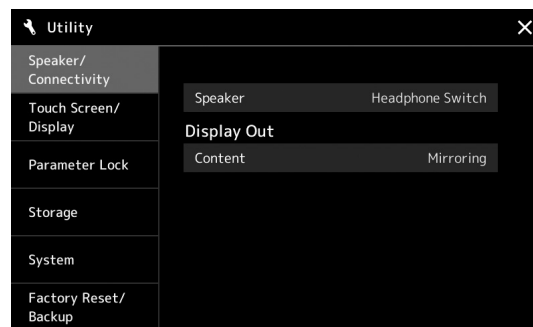 Utility
Speaker/
Connectivity
Touch Screen/
Display
Parameter Lock
Storage
System
Factory Reset/
Backup
Speaker Headphone Switch
Display Out
Content Mirroring